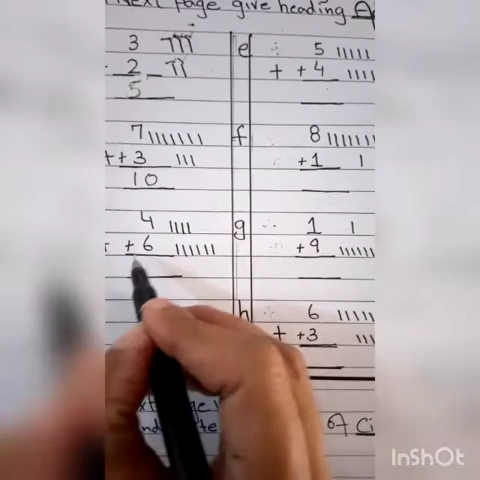 Next Page give heading
3
2
5
7
+ +3
10
4
+ +6
e ∴ 5
+ +4
f ∴ 8
+1
g ∴ 1
+9
h ∴ 6
+ +3
of
InShOt